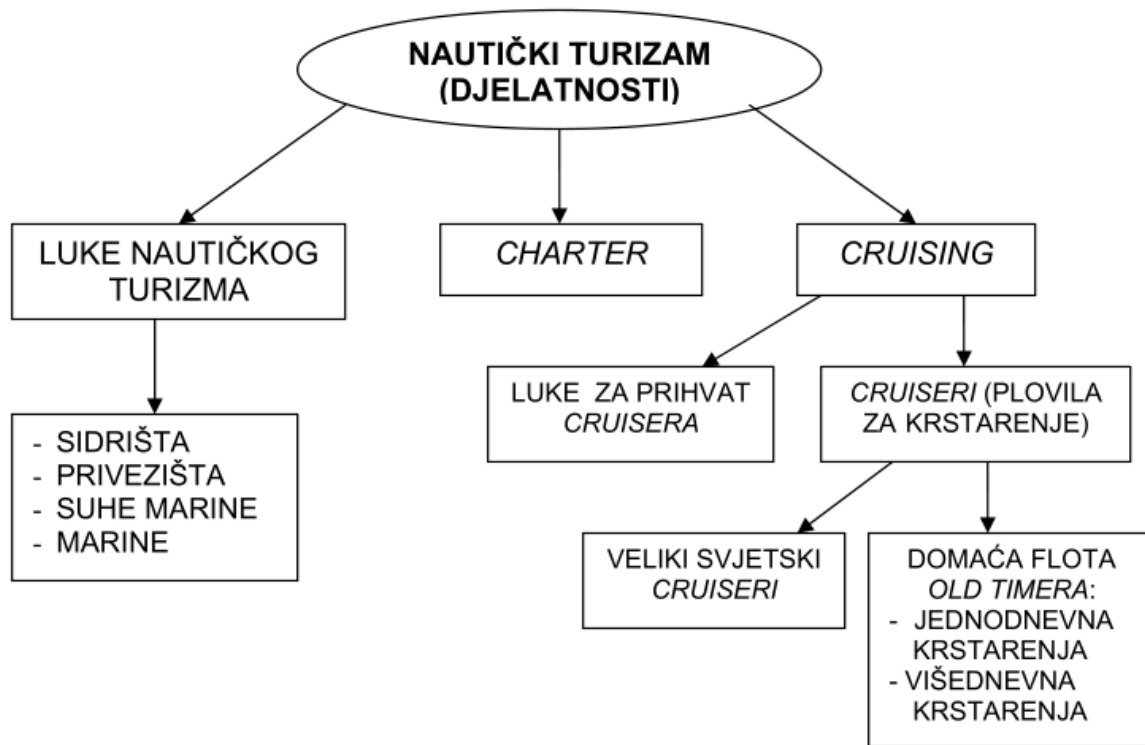 NAUTIČKI TURIZAM
(DJELATNOSTI)
LUKE NAUTIČKOG
TURIZMA
CHARTER
CRUISING
LUKE ZA PRIHVAT
CRUISERA
CRUISERI (PLOVILA
ZA KRSTARENJE)
- SIDRIŠTA
- PRIVEZIŠTA
- SUHE MARINE
- MARINE
VELIKI SVJETSKI
CRUISERI
DOMAĆA FLOTA
OLD TIMERA:
- JEDNODNEVNA
KRSTARENJA
- VIŠEDNEVNA
KRSTARENJA